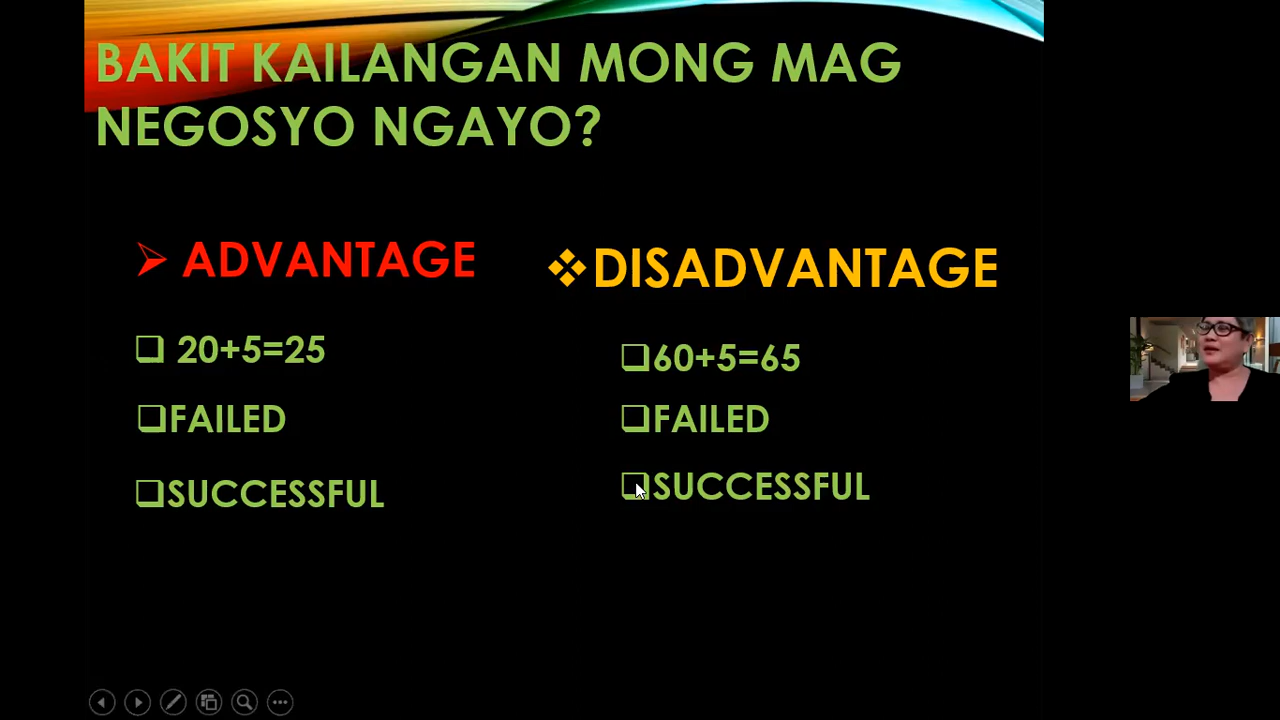 BAKIT KAILANGAN MONG MAG
NEGOSYO NGAYO?
ADVANTAGE
20+5=25
FAILED
SUCCESSFUL
DISADVANTAGE
60+5=65
FAILED
SUCCESSFUL